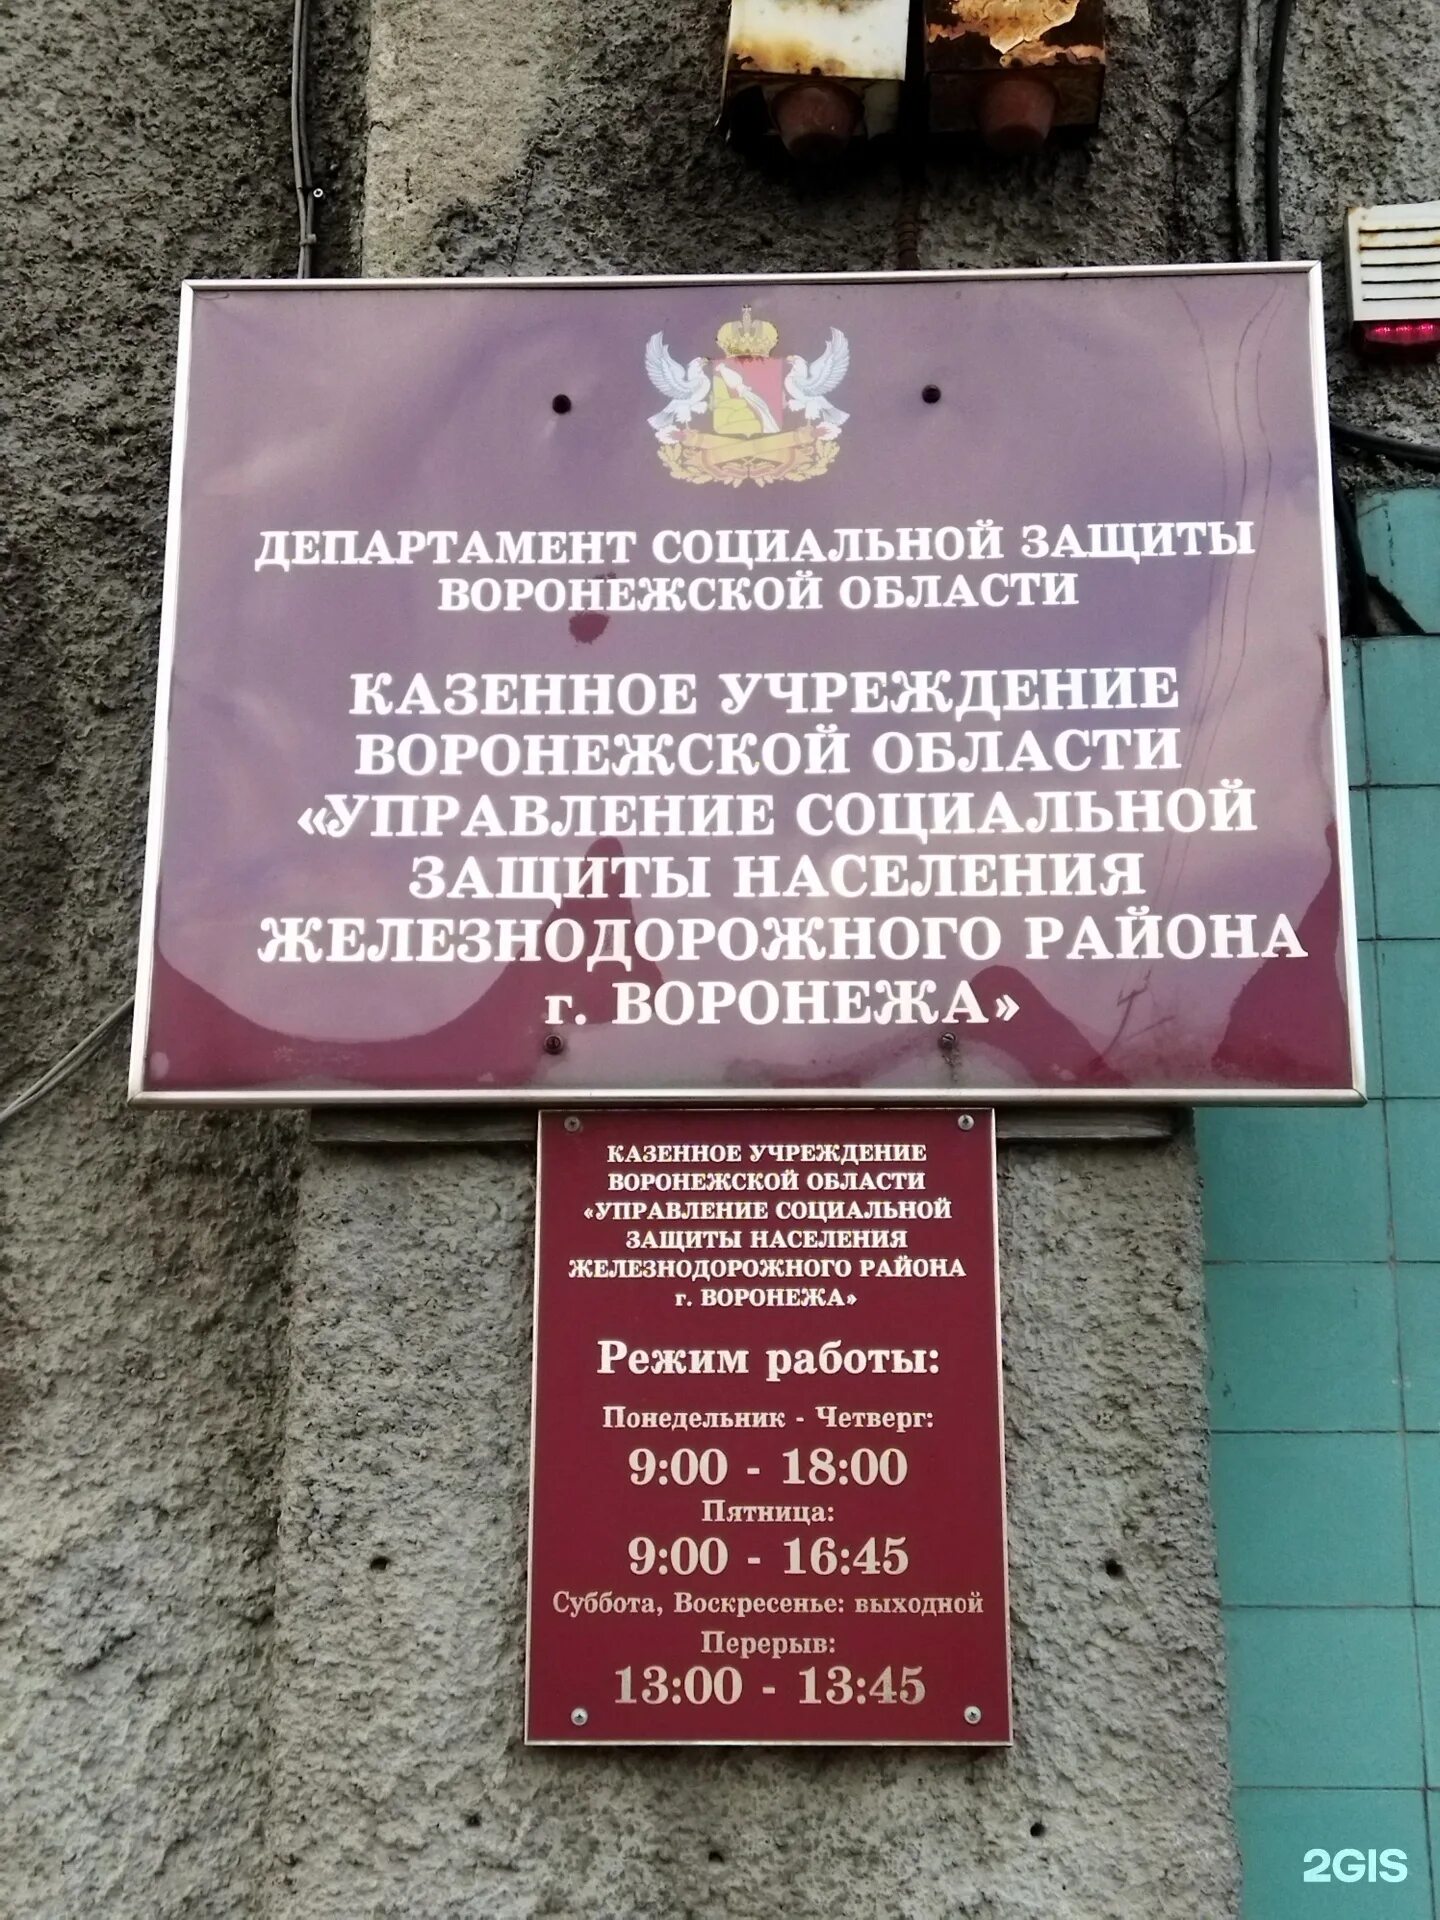 ДЕПАРТАМЕНТ СОЦИАЛЬНОЙ ЗАЩИТЫ
ВОРОНЕЖСКОЙ ОБЛАСТИ
КАЗЕННОЕ УЧРЕЖДЕНИЕ
ВОРОНЕЖСКОЙ ОБЛАСТИ
«УПРАВЛЕНИЕ СОЦИАЛЬНОЙ
ЗАЩИТЫ НАСЕЛЕНИЯ
ЖЕЛЕЗНОДОРОЖНОГО РАЙОНА
г. ВОРОНЕЖА»
КАЗЕННОЕ УЧРЕЖДЕНИЕ
ВОРОНЕЖСКОЙ ОБЛАСТИ
«УПРАВЛЕНИЕ СОЦИАЛЬНОЙ
ЗАЩИТЫ НАСЕЛЕНИЯ
ЖЕЛЕЗНОДОРОЖНОГО РАЙОНА
г. ВОРОНЕЖА»
Режим работы:
Понедельник - Четверг:
9:00 - 18:00
Пятница:
9:00 - 16:45
Суббота, Воскресенье: выходной
Перерыв:
13:00 - 13:45
2GIS